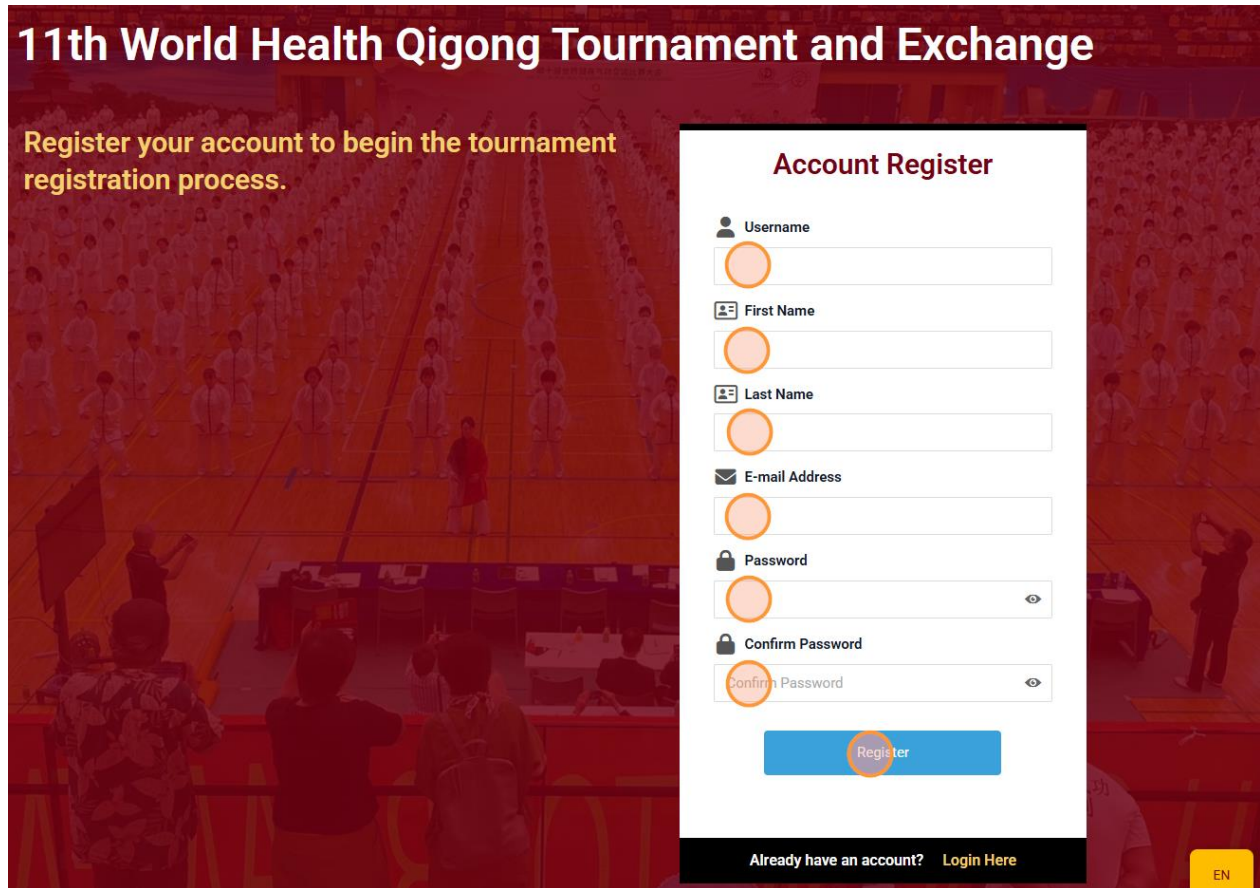 11th World Health Qigong Tournament and Exchange
Register your account to begin the tournament
registration process.
Account Register
Username
First Name
Last Name
E-mail Address
Password
Confirm Password
Confirm Password
Register
Already have an account? Login Here
EN